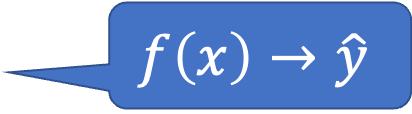 f(x) → ŷ